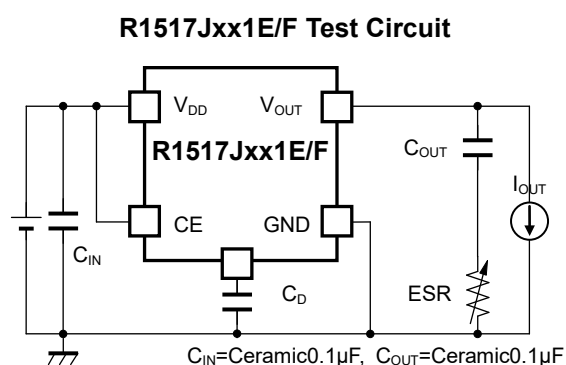 R1517Jxx1E/F Test Circuit
VDD VOUT
R1517Jxx1E/F
COUT
IOUT
CE GND
CIN
CD
ESR
CIN=Ceramic0.1µF, COUT=Ceramic0.1µF